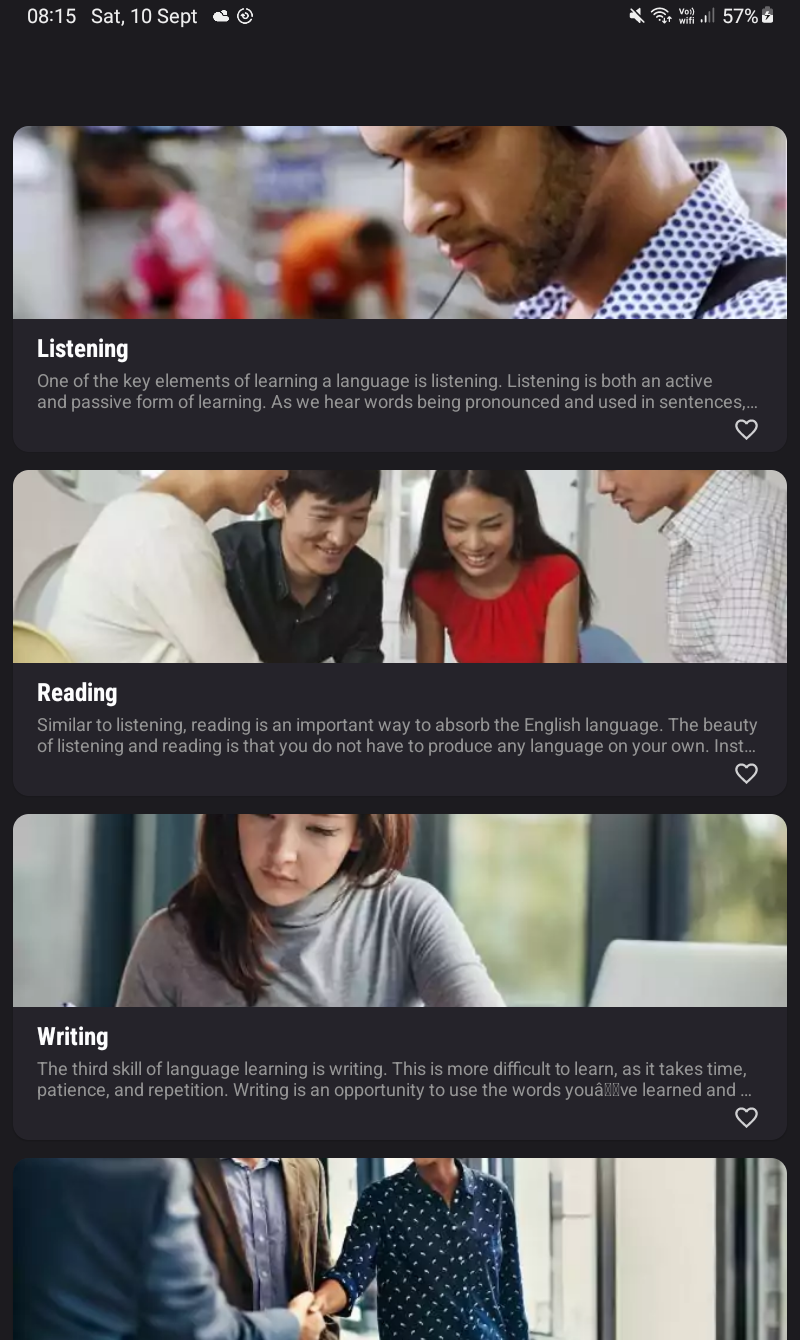 08:15 Sat, 10 Sept
Vo)) wifi 57%
Listening
One of the key elements of learning a language is listening. Listening is both an active
and passive form of learning. As we hear words being pronounced and used in sentences,…
Reading
Similar to listening, reading is an important way to absorb the English language. The beauty
of listening and reading is that you do not have to produce any language on your own. Inst…
Writing
The third skill of language learning is writing. This is more difficult to learn, as it takes time,
patience, and repetition. Writing is an opportunity to use the words youâ��ve learned and …